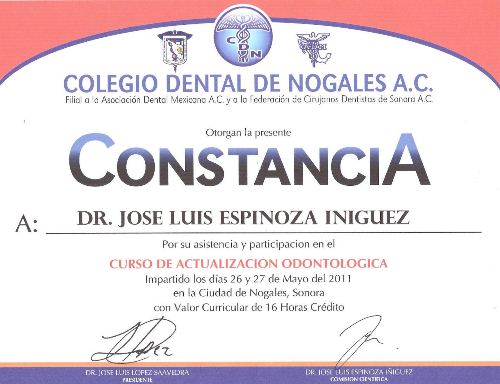 CDN
COLEGIO DENTAL DE NOGALES A.C.
Filial a la Asociación Dental Mexicana A.C. y a la Federación de Cirujanos Dentistas de Sonora A.C.
Otorgan la presente
CONSTANCIA
A: DR. JOSE LUIS ESPINOZA INIGUEZ
Por su asistencia y participacion en el
CURSO DE ACTUALIZACION ODONTOLOGICA
Impartido los días 26 y 27 de Mayo del 2011
en la Ciudad de Nogales, Sonora
con Valor Curricular de 16 Horas Crédito
DR. JOSE LUIS LOPEZ SAAVEDRA
PRESIDENTE
DR. JOSE LUIS ESPINOZA IÑIGUEZ
COMISION CIENTIFICA